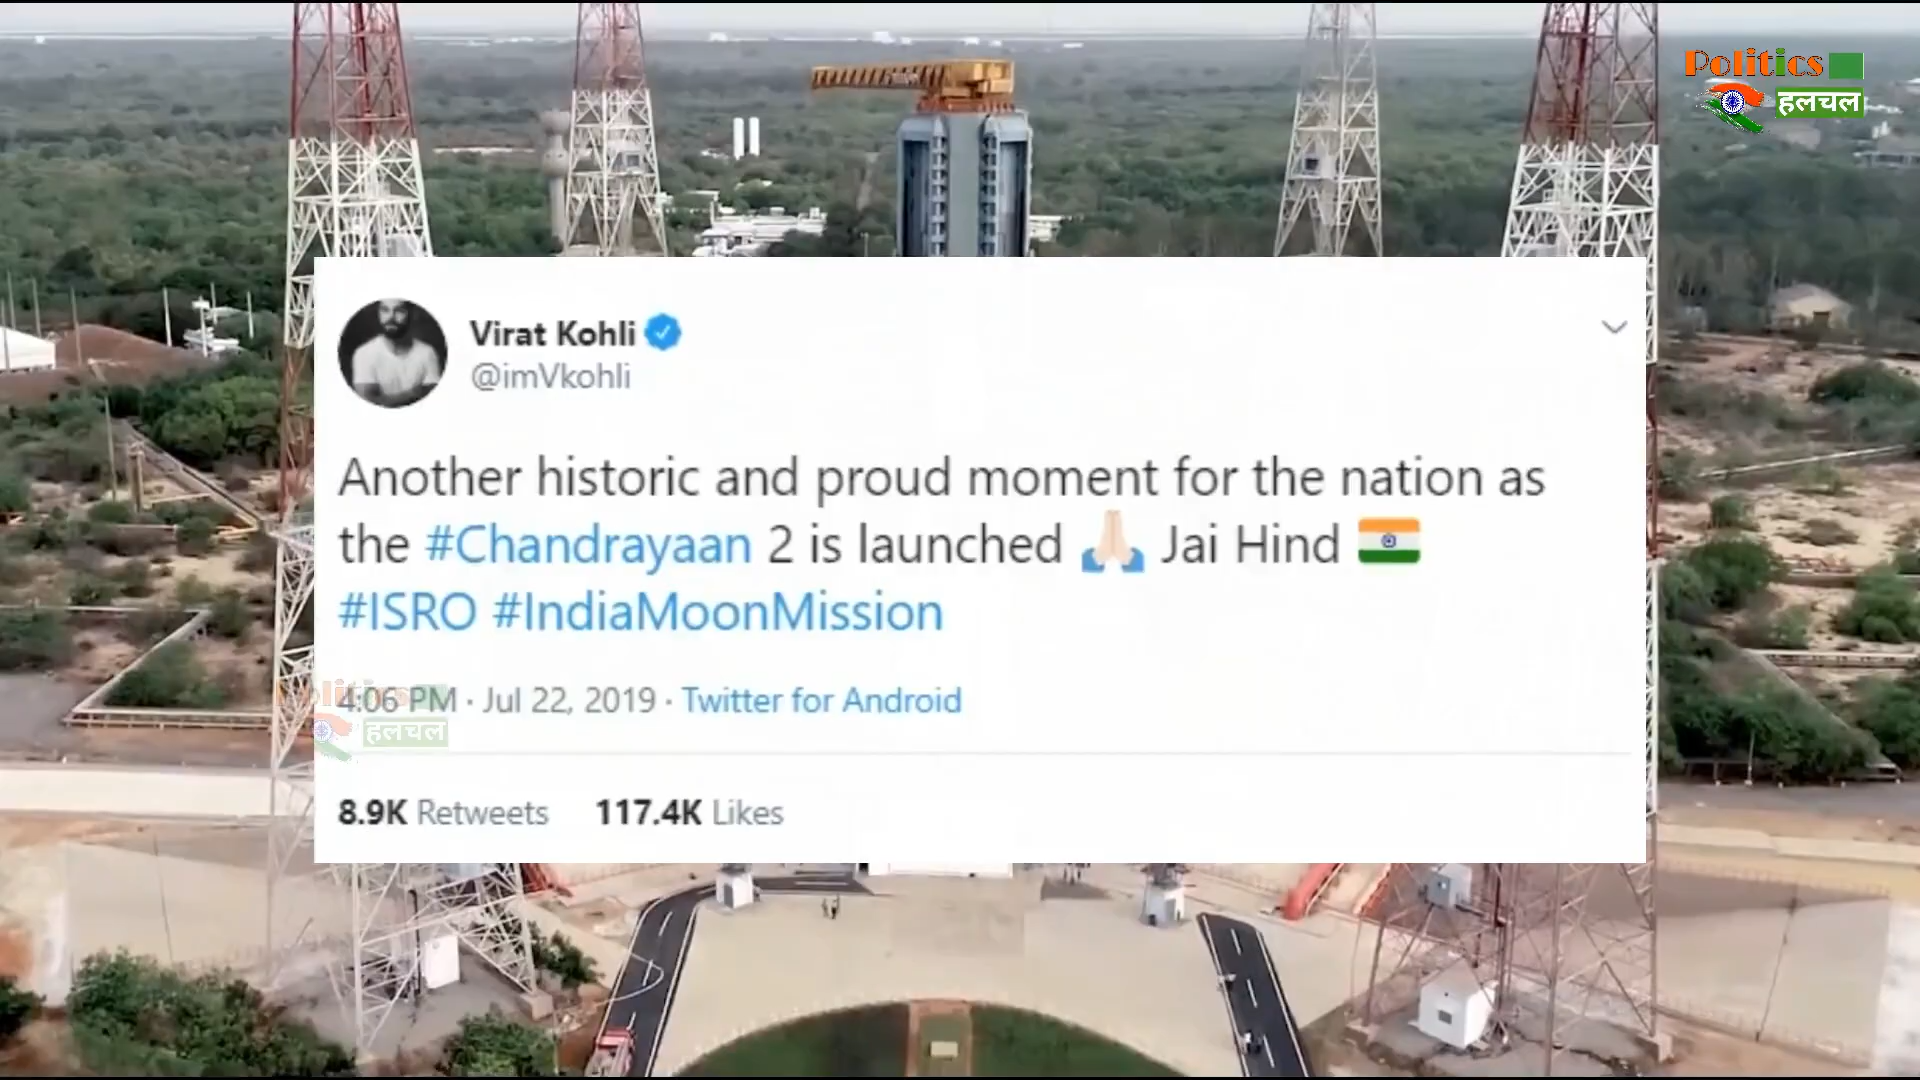 Politics
हलचल
Virat Kohli
@imVkohli
Another historic and proud moment for the nation as
the #Chandrayaan 2 is launched 🙏🏻 Jai Hind 🇮🇳
#ISRO #IndiaMoonMission
4:06 PM · Jul 22, 2019 · Twitter for Android
Politics
हलचल
8.9K Retweets 117.4K Likes